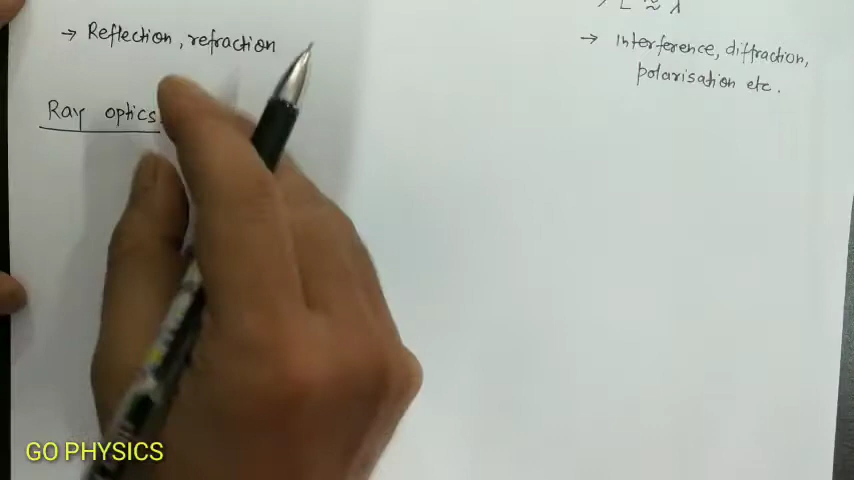 → L ≈ λ
→ Reflection, refraction
→ Interference, diffraction,
polarisation etc.
Ray optics:
GO PHYSICS